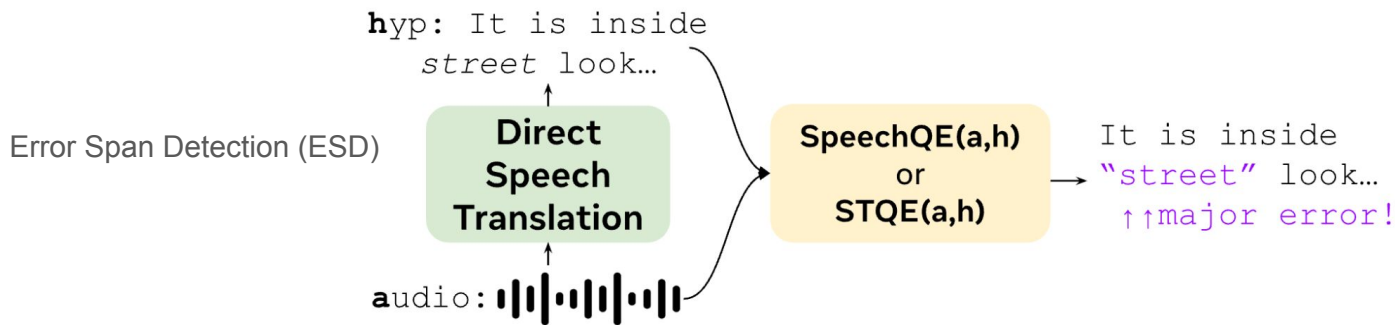 hyp: It is inside
street look…
Error Span Detection (ESD)
Direct
Speech
Translation
audio:
SpeechQE(a,h)
or
STQE(a,h)
It is inside
“street” look…
↑↑major error!